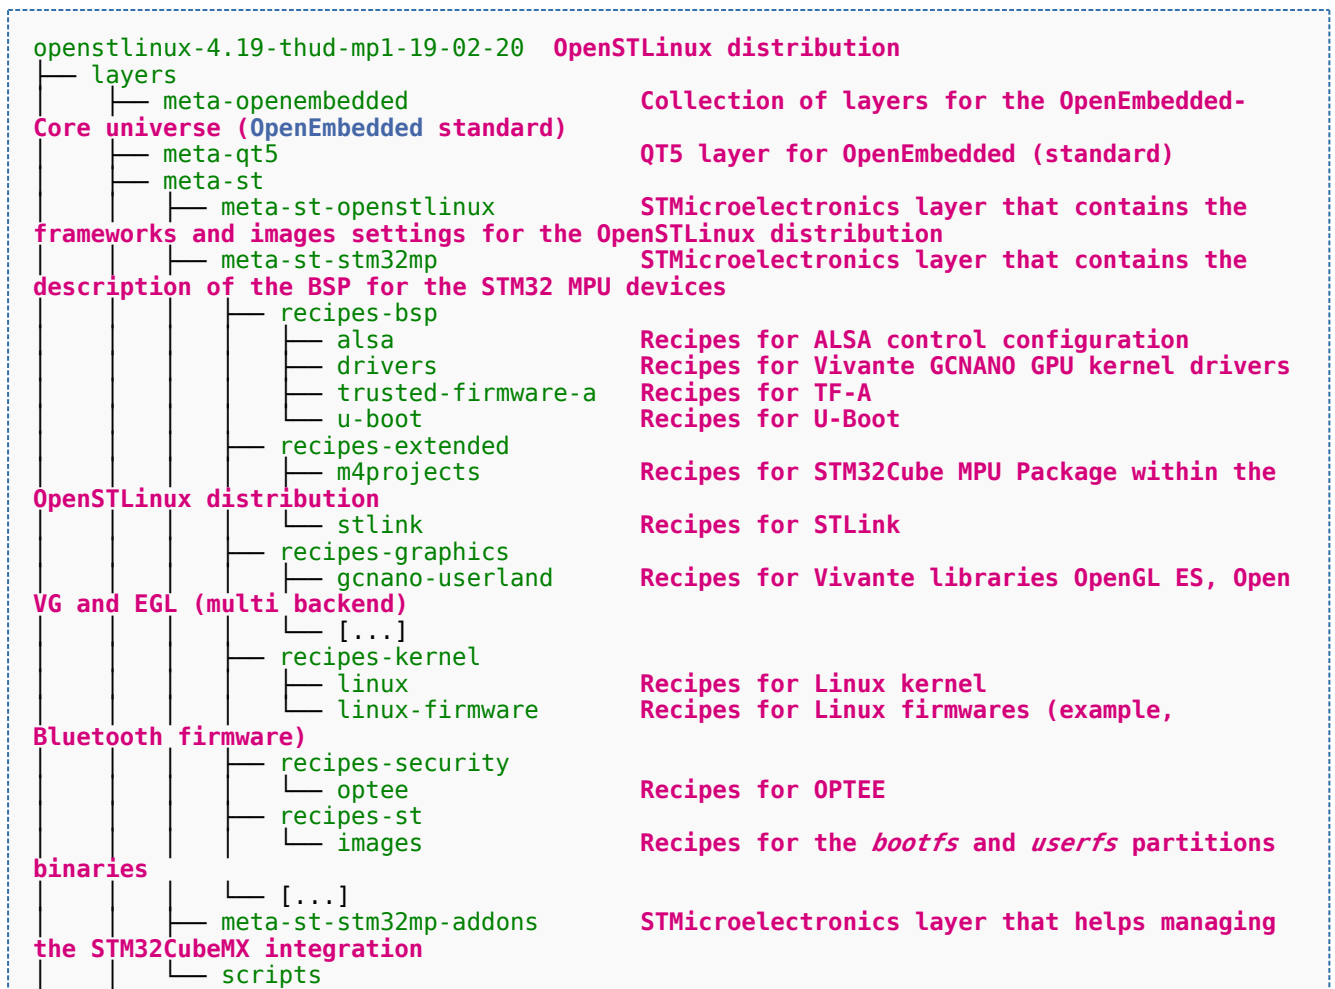 openstlinux-4.19-thud-mp1-19-02-20  OpenSTLinux distribution
├── layers
│    ├── meta-openembedded                Collection of layers for the OpenEmbedded-
Core universe (OpenEmbedded standard)
│    ├── meta-qt5                         QT5 layer for OpenEmbedded (standard)
│    ├── meta-st
│    │   ├── meta-st-openstlinux          STMicroelectronics layer that contains the
frameworks and images settings for the OpenSTLinux distribution
│    │   ├── meta-st-stm32mp              STMicroelectronics layer that contains the
description of the BSP for the STM32 MPU devices
│    │   │   ├── recipes-bsp
│    │   │   │   ├── alsa                 Recipes for ALSA control configuration
│    │   │   │   ├── drivers              Recipes for Vivante GCNANO GPU kernel drivers
│    │   │   │   ├── trusted-firmware-a   Recipes for TF-A
│    │   │   │   └── u-boot               Recipes for U-Boot
│    │   │   ├── recipes-extended
│    │   │   │   ├── m4projects           Recipes for STM32Cube MPU Package within the
OpenSTLinux distribution
│    │   │   │   └── stlink               Recipes for STLink
│    │   │   ├── recipes-graphics
│    │   │   │   ├── gcnano-userland      Recipes for Vivante libraries OpenGL ES, Open
VG and EGL (multi backend)
│    │   │   │   └── [...]
│    │   │   ├── recipes-kernel
│    │   │   │   ├── linux                Recipes for Linux kernel
│    │   │   │   └── linux-firmware       Recipes for Linux firmwares (example,
Bluetooth firmware)
│    │   │   ├── recipes-security
│    │   │   │   └── optee                Recipes for OPTEE
│    │   │   ├── recipes-st
│    │   │   │   └── images               Recipes for the bootfs and userfs partitions
binaries
│    │   │   └── [...]
│    │   ├── meta-st-stm32mp-addons       STMicroelectronics layer that helps managing
the STM32CubeMX integration
│    │   └── scripts